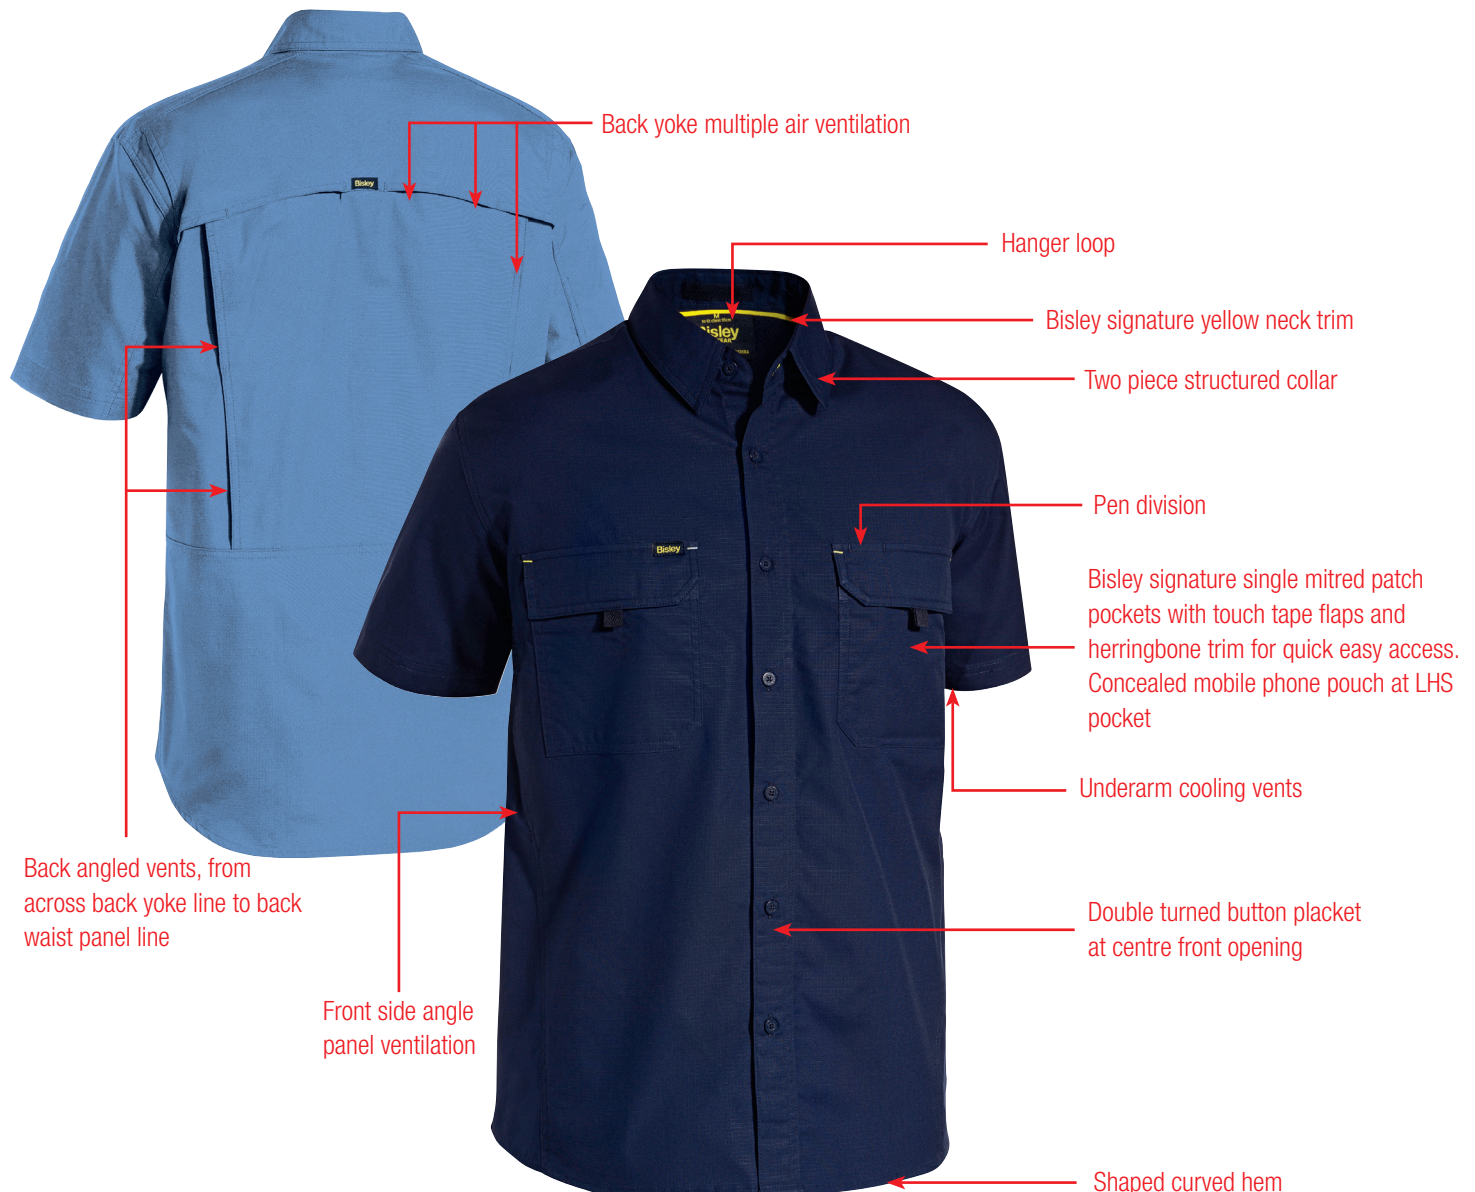 Back yoke multiple air ventilation
Bisley
Hanger loop
Bisley signature yellow neck trim
M
Bisley
Two piece structured collar
Pen division
Bisley
Bisley signature single mitred patch
pockets with touch tape flaps and
herringbone trim for quick easy access.
Concealed mobile phone pouch at LHS
pocket
Underarm cooling vents
Back angled vents, from
across back yoke line to back
waist panel line
Double turned button placket
at centre front opening
Front side angle
panel ventilation
Shaped curved hem